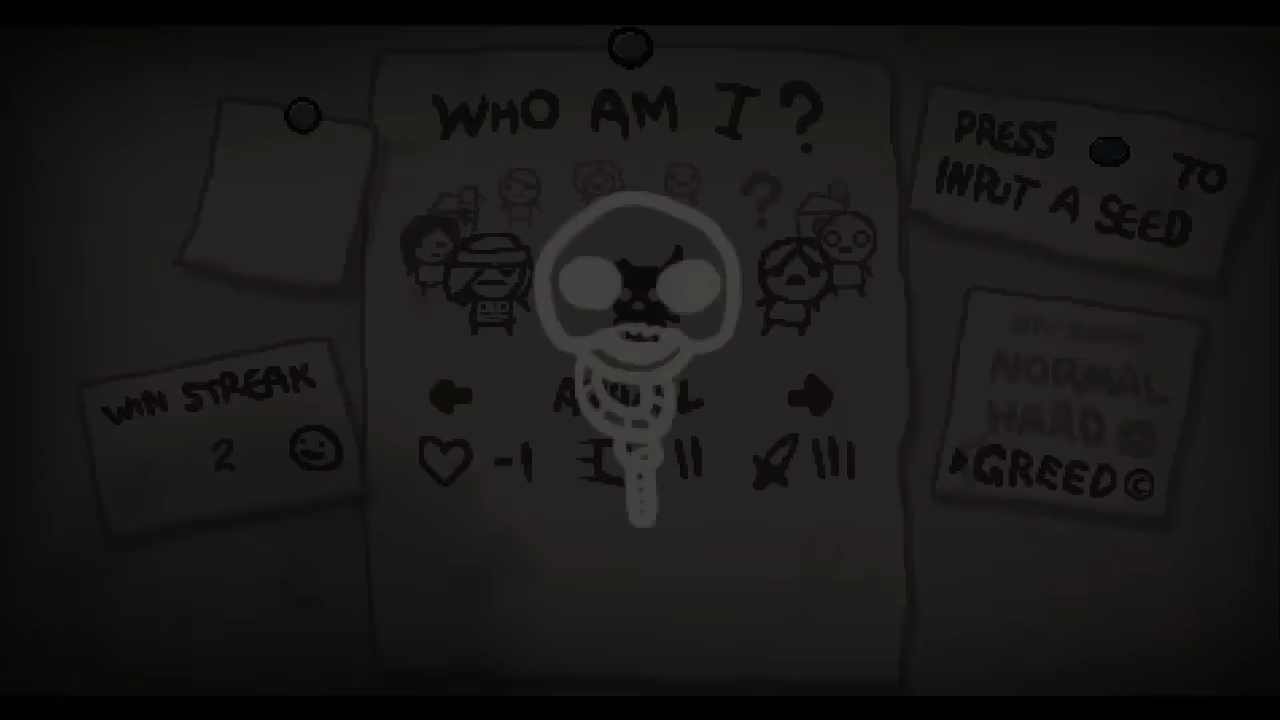 WHO AM I?
PRESS TO
INPUT A SEED
WIN STREAK
2
NORMAL
HARD
GREED
-1